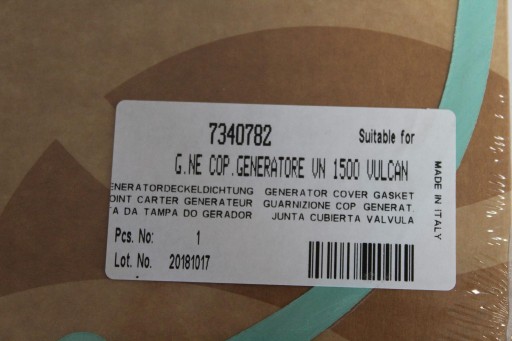 7340782 Suitable for
G.NE COP.GENERATORE VN 1500 VULCAN
ENERATORDECKELDICHTUNG GENERATOR COVER GASKET
OINT CARTER GENERATEUR GUARNIZIONE COP GENERAT.
TA DA TAMPA DO GERADOR JUNTA CUBIERTA VALVULA
Pcs. No: 1
Lot. No. 20181017
MADE IN ITALY